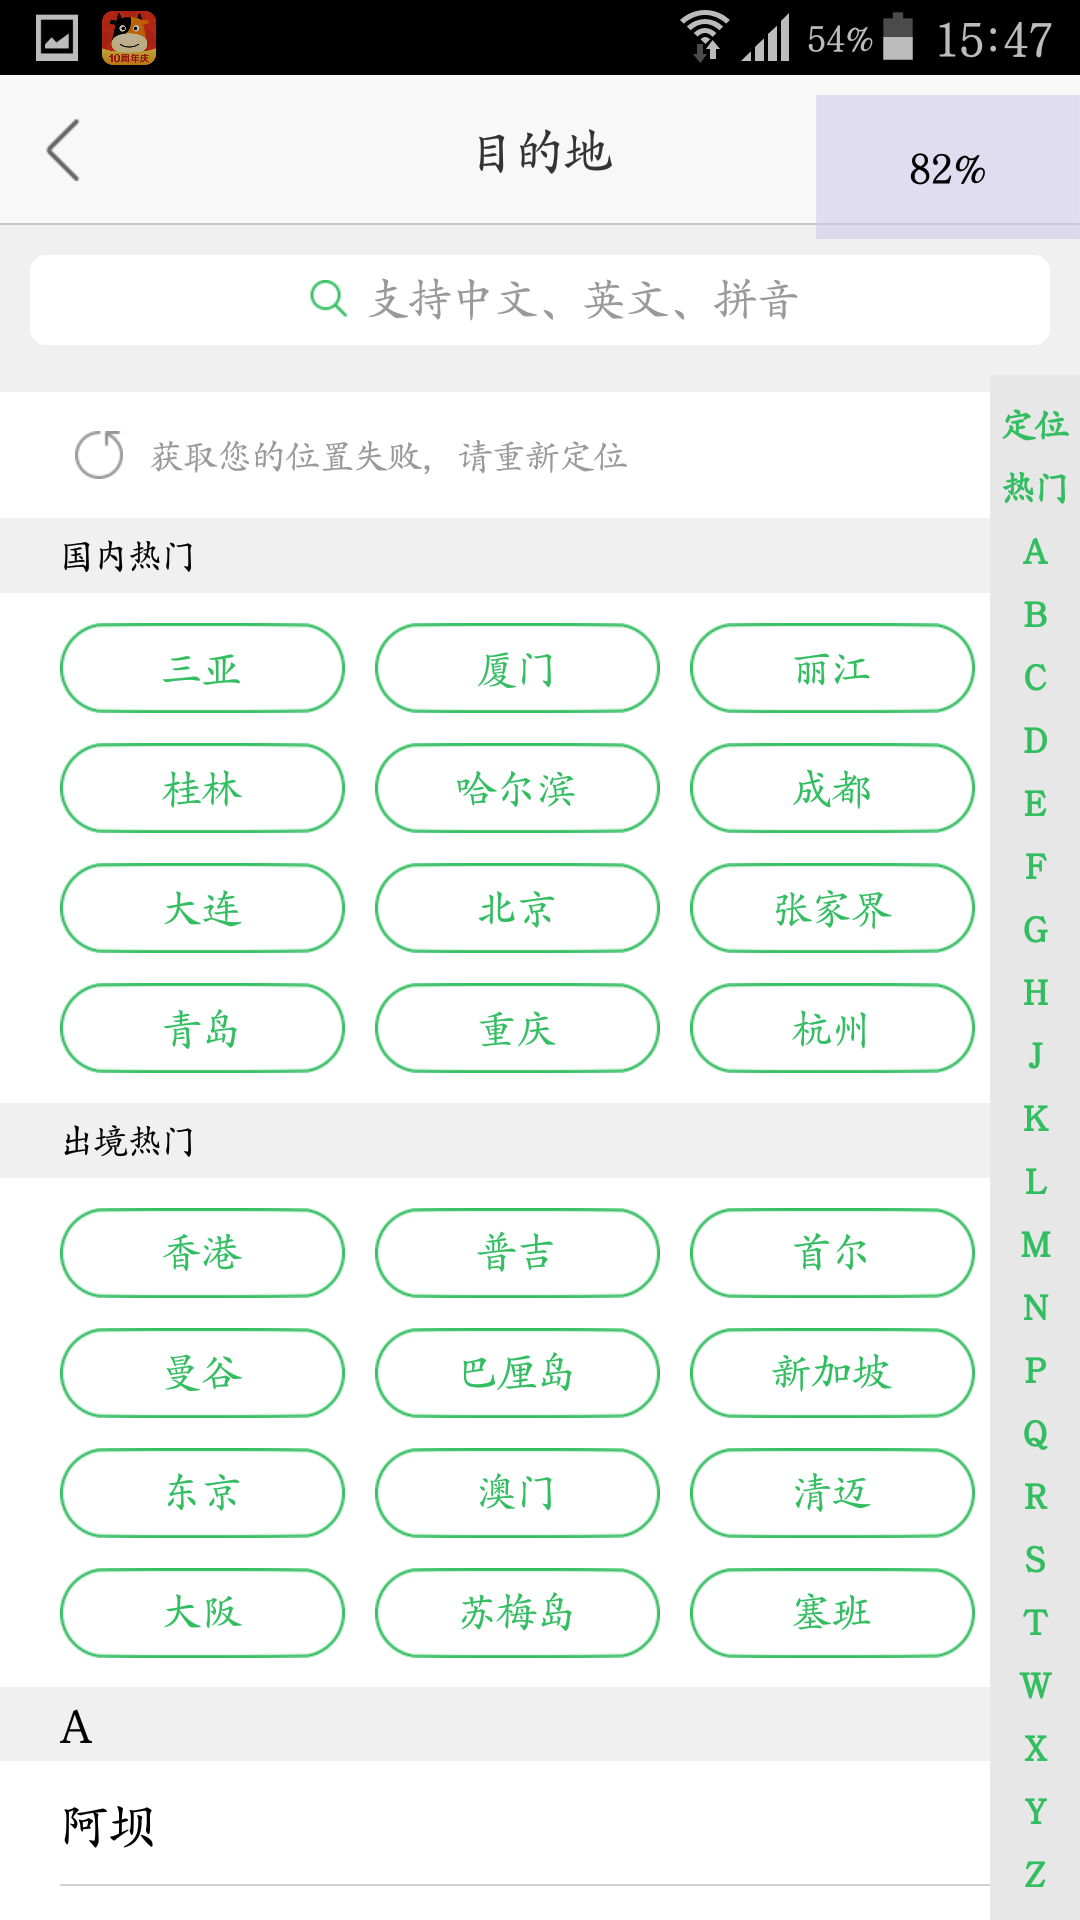 10周年庆
54% 15:47
目的地
82%
支持中文、英文、拼音
获取您的位置失败，请重新定位
国内热门
三亚 厦门 丽江
桂林 哈尔滨 成都
大连 北京 张家界
青岛 重庆 杭州
出境热门
香港 普吉 首尔
曼谷 巴厘岛 新加坡
东京 澳门 清迈
大阪 苏梅岛 塞班
A
阿坝
定位
热门
A
B
C
D
E
F
G
H
J
K
L
M
N
P
Q
R
S
T
W
X
Y
Z